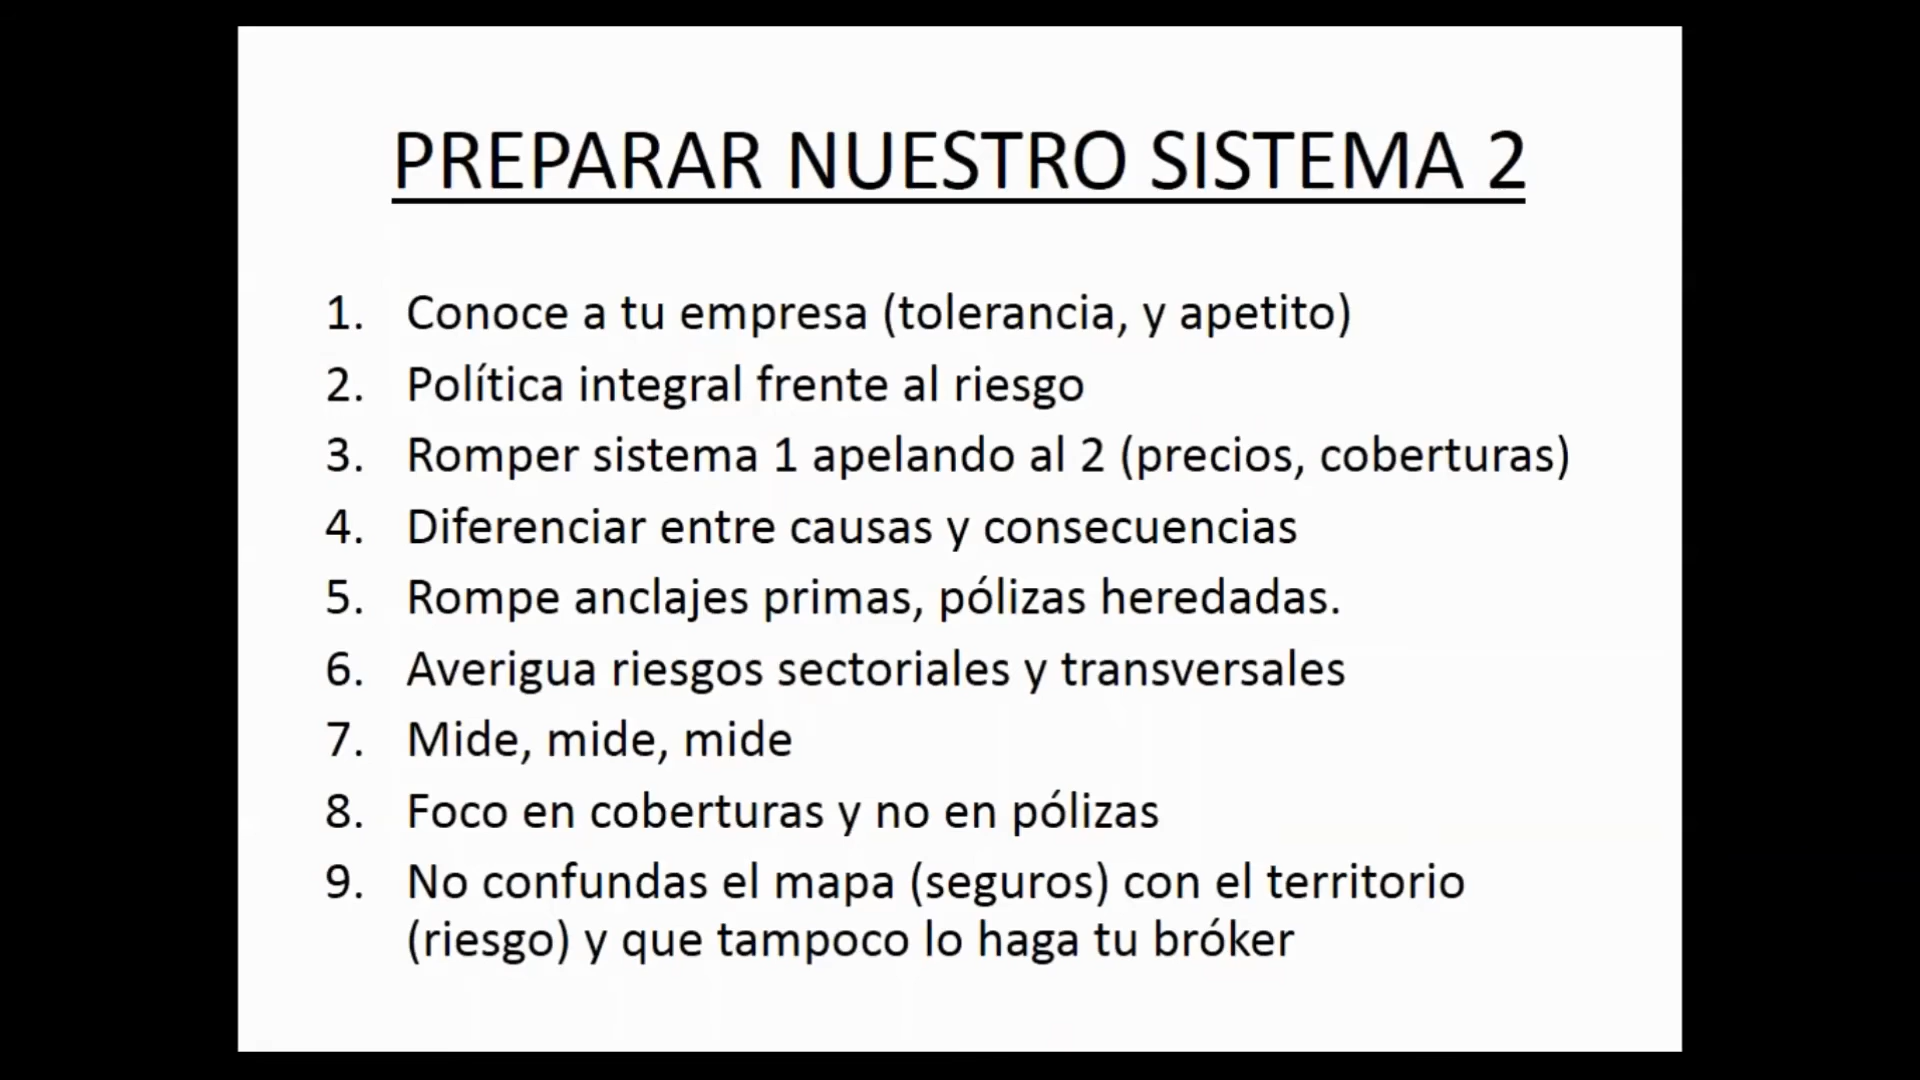 PREPARAR NUESTRO SISTEMA 2
1. Conoce a tu empresa (tolerancia, y apetito)
2. Política integral frente al riesgo
3. Romper sistema 1 apelando al 2 (precios, coberturas)
4. Diferenciar entre causas y consecuencias
5. Rompe anclajes primas, pólizas heredadas.
6. Averigua riesgos sectoriales y transversales
7. Mide, mide, mide
8. Foco en coberturas y no en pólizas
9. No confundas el mapa (seguros) con el territorio
(riesgo) y que tampoco lo haga tu bróker